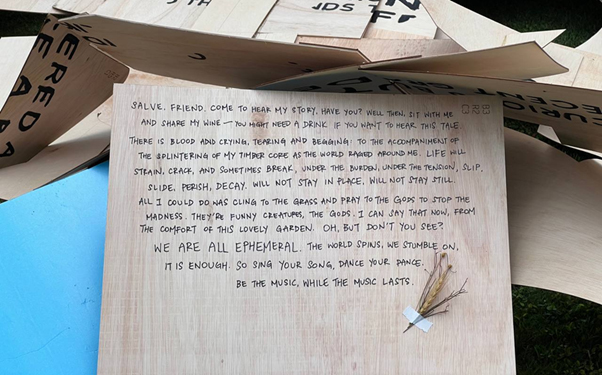 NDS F
CURIO
ECENT
ERED
SALVE, FRIEND. COME TO HEAR MY STORY, HAVE YOU? WELL THEN, SIT WITH ME
AND SHARE MY WINE — YOU MIGHT NEED A DRINK IF YOU WANT TO HEAR THIS TALE.
THERE IS BLOOD AND CRYING, TEARING AND BEGGING: TO THE ACCOMPANIMENT OF
THE SPLINTERING OF MY TIMBER CORE AS THE WORLD RAGED AROUND ME. LIFE WILL
STRAIN, CRACK, AND SOMETIMES BREAK, UNDER THE BURDEN, UNDER THE TENSION, SLIP,
SLIDE, PERISH, DECAY. WILL NOT STAY IN PLACE, WILL NOT STAY STILL.
ALL I COULD DO WAS CLING TO THE GRASS AND PRAY TO THE GODS TO STOP THE
MADNESS. THEY'RE FUNNY CREATURES, THE GODS. I CAN SAY THAT NOW, FROM
THE COMFORT OF THIS LOVELY GARDEN. OH, BUT DON'T YOU SEE?
WE ARE ALL EPHEMERAL. THE WORLD SPINS, WE STUMBLE ON,
IT IS ENOUGH. SO SING YOUR SONG, DANCE YOUR DANCE.
BE THE MUSIC, WHILE THE MUSIC LASTS.